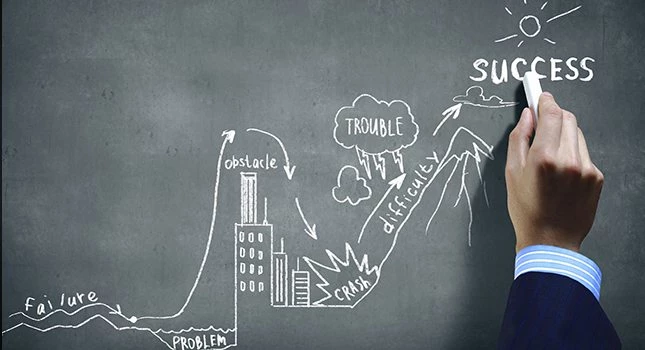 Failure
PROBLEM
obstacle
CRASH
TROUBLE
difficulty
SUCCESS